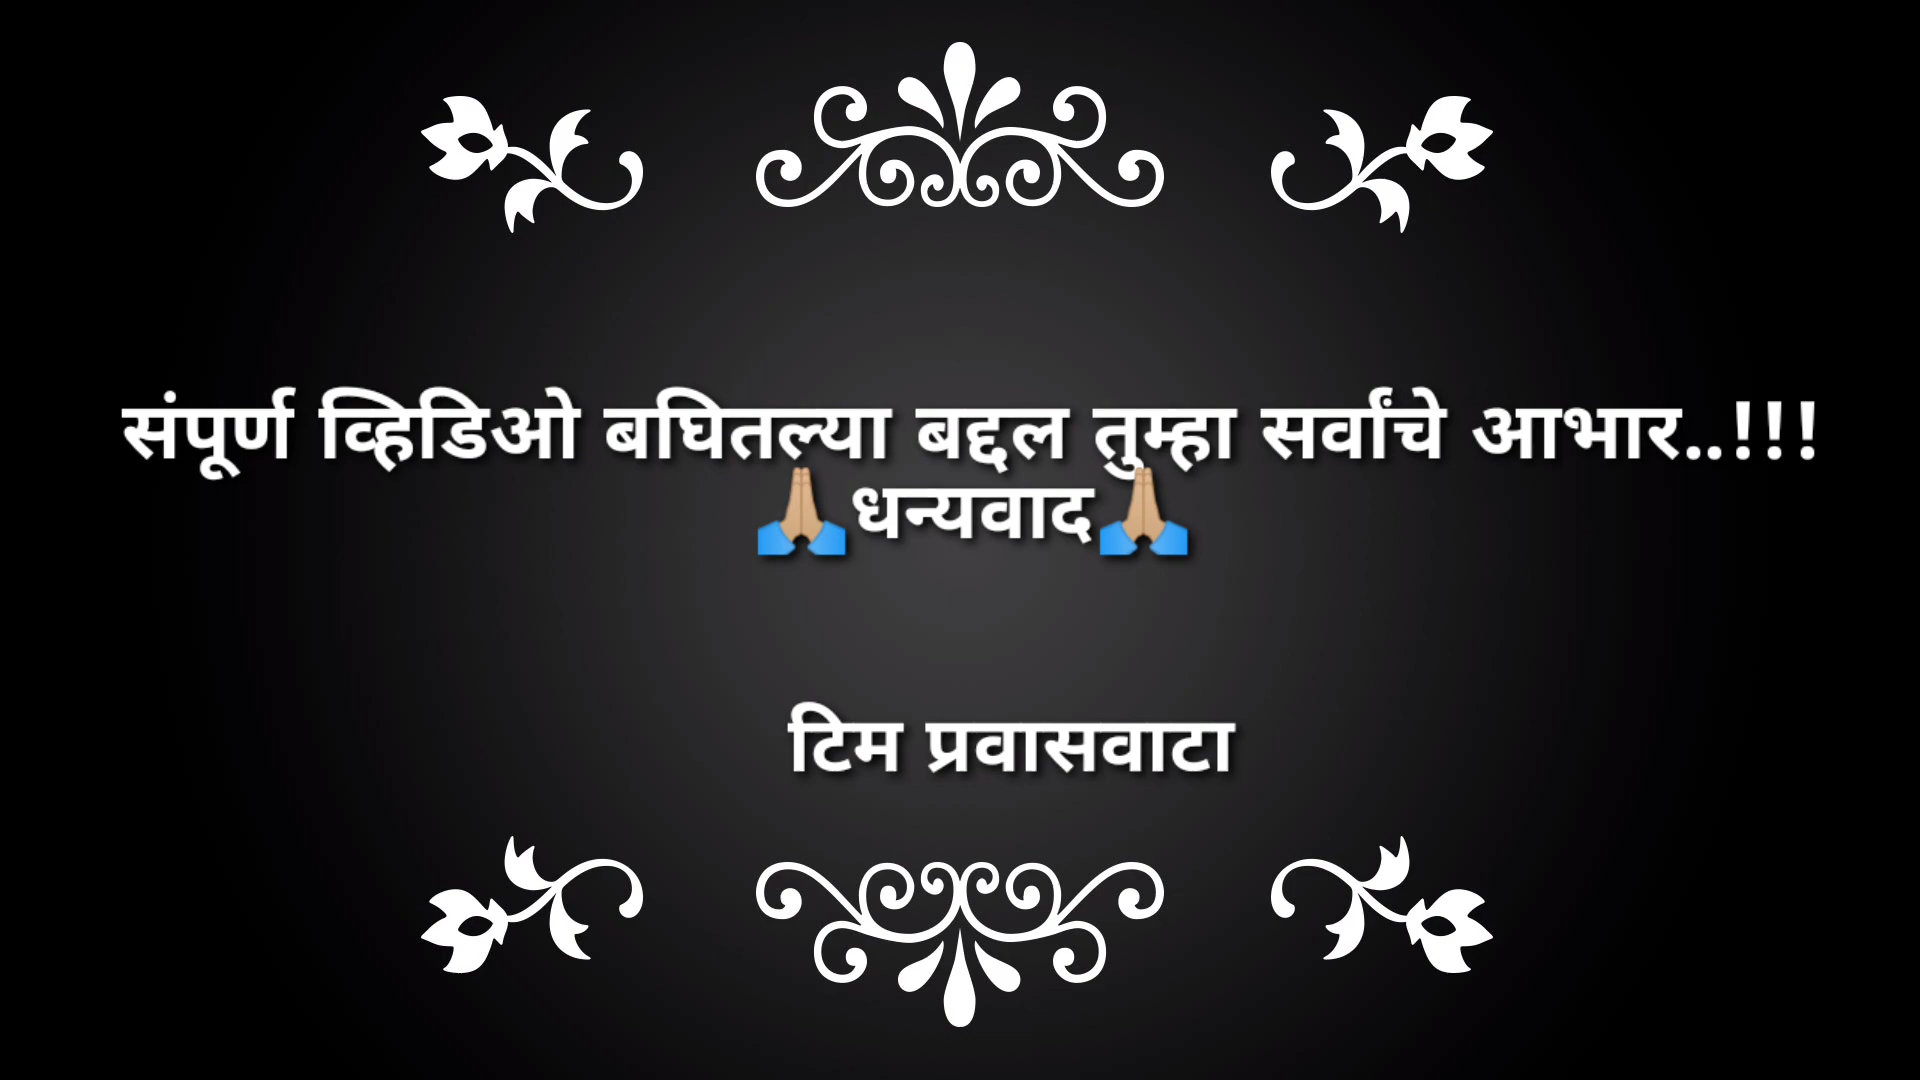 संपूर्ण व्हिडिओ बघितल्या बद्दल तुम्हा सर्वांचे आभार..!!!
🙏🏼धन्यवाद🙏🏼
टिम प्रवासवाटा